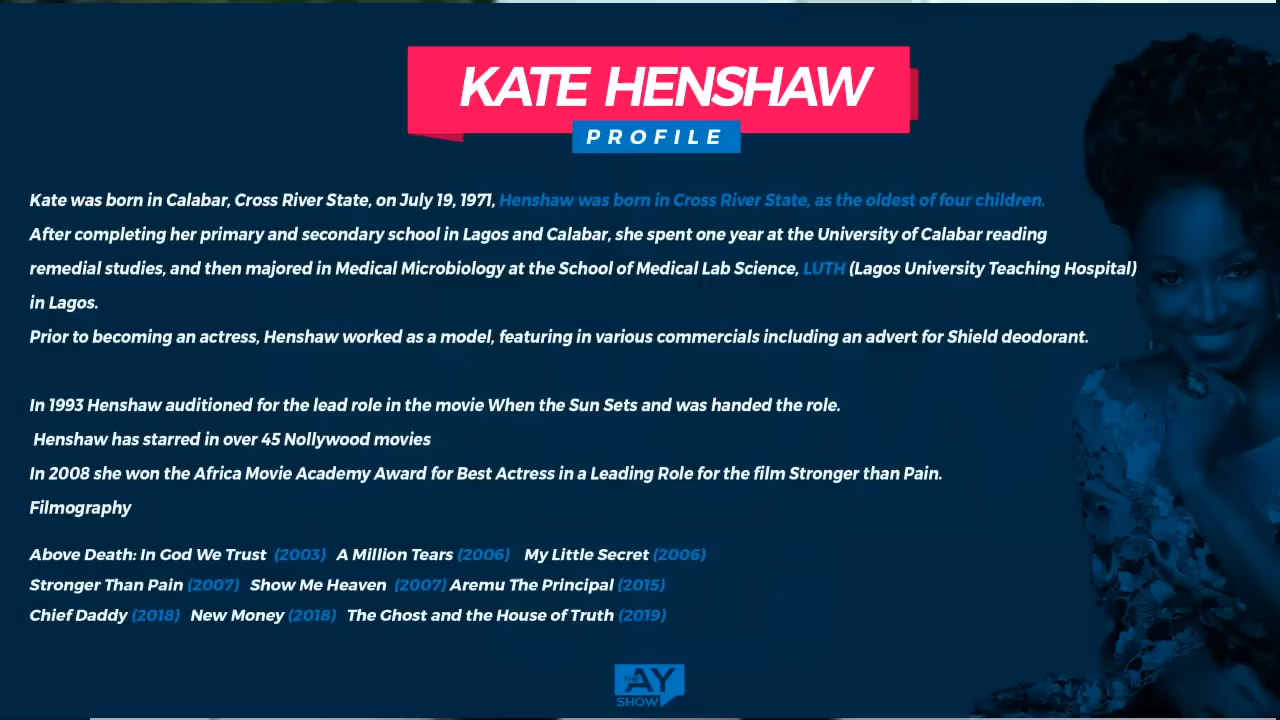 KATE HENSHAW
PROFILE
Kate was born in Calabar, Cross River State, on July 19, 1971, Henshaw was born in Cross River State, as the oldest of four children.
After completing her primary and secondary school in Lagos and Calabar, she spent one year at the University of Calabar reading
remedial studies, and then majored in Medical Microbiology at the School of Medical Lab Science, LUTH (Lagos University Teaching Hospital)
in Lagos.
Prior to becoming an actress, Henshaw worked as a model, featuring in various commercials including an advert for Shield deodorant.
In 1993 Henshaw auditioned for the lead role in the movie When the Sun Sets and was handed the role.
Henshaw has starred in over 45 Nollywood movies
In 2008 she won the Africa Movie Academy Award for Best Actress in a Leading Role for the film Stronger than Pain.
Filmography
Above Death: In God We Trust (2003) A Million Tears (2006) My Little Secret (2006)
Stronger Than Pain (2007) Show Me Heaven (2007) Aremu The Principal (2015)
Chief Daddy (2018) New Money (2018) The Ghost and the House of Truth (2019)
THE AY
SHOW